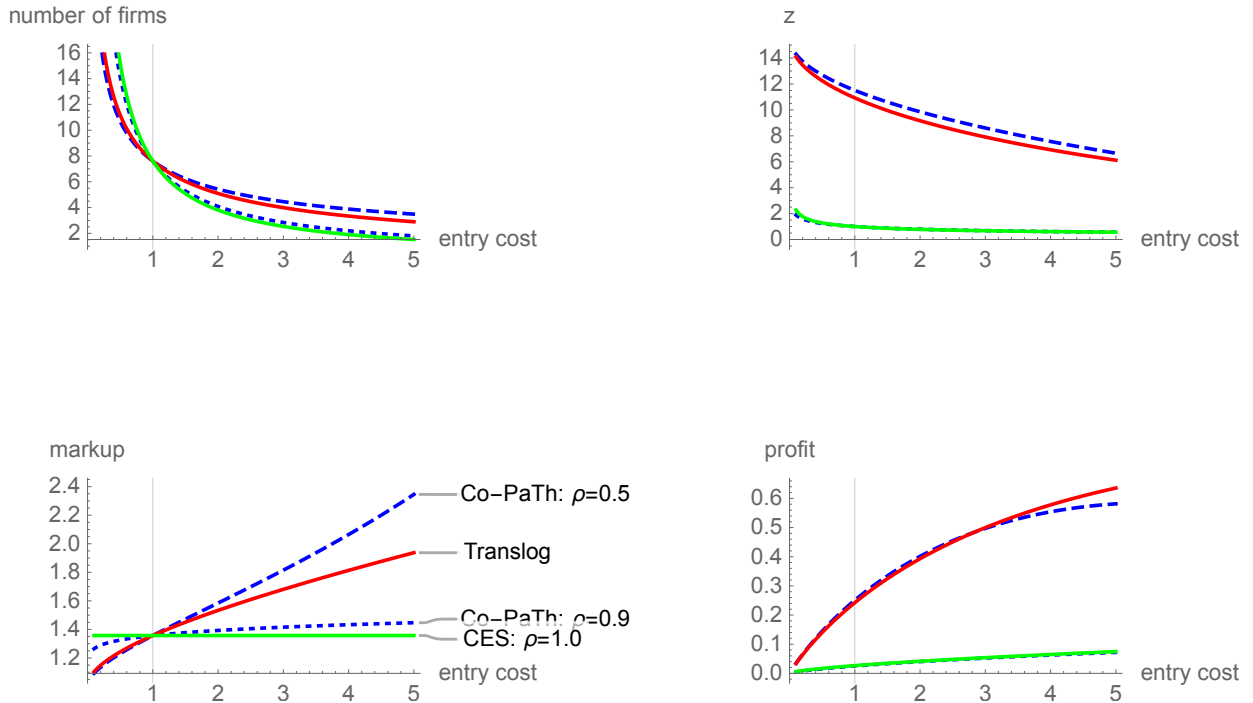 number of firms
16
14
12
10
8
6
4
2
1 2 3 4 5
entry cost
z
14
12
10
8
6
4
2
0
1 2 3 4 5
entry cost
markup
2.4
2.2
2.0
1.8
1.6
1.4
1.2
1 2 3 4 5
entry cost
Co–PaTh: ρ=0.5
Translog
Co–PaTh: ρ=0.9
CES: ρ=1.0
profit
0.6
0.5
0.4
0.3
0.2
0.1
0.0
1 2 3 4 5
entry cost